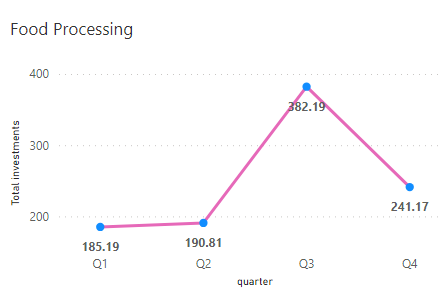 Food Processing
400
300
200
Total investments
382.19
241.17
185.19
190.81
Q1 Q2 Q3 Q4
quarter